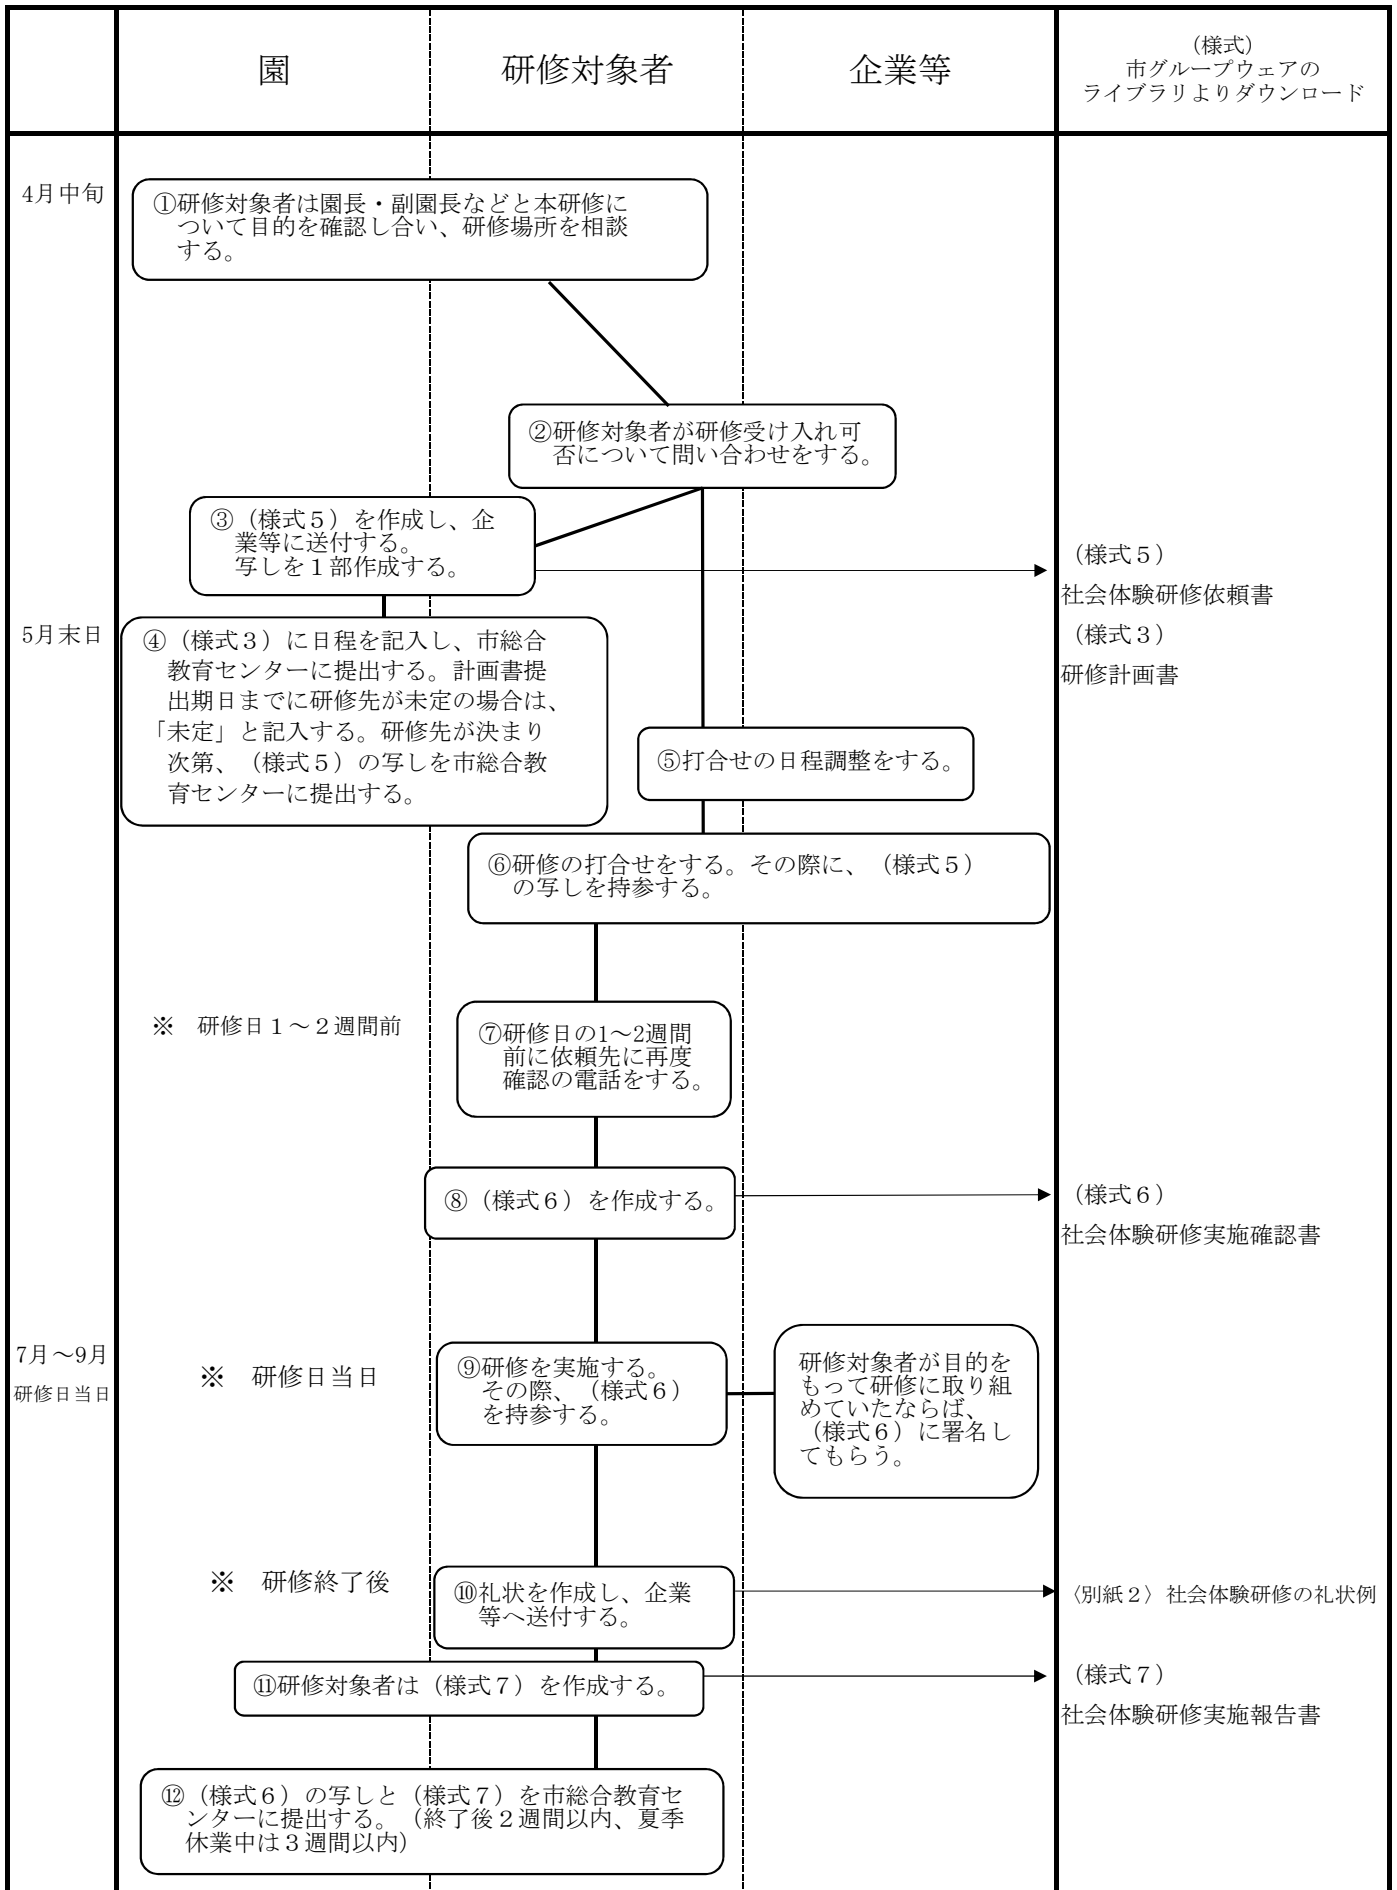 園
研修対象者
企業等
（様式）
市グループウェアの
ライブラリよりダウンロード
4月中旬
①研修対象者は園長・副園長などと本研修に
ついて目的を確認し合い、研修場所を相談
する。
②研修対象者が研修受け入れ可
否について問い合わせをする。
③（様式５）を作成し、企
業等に送付する。
写しを１部作成する。
（様式５）
社会体験研修依頼書
5月末日
④（様式３）に日程を記入し、市総合
教育センターに提出する。計画書提
出期日までに研修先が未定の場合は、
「未定」と記入する。研修先が決まり
次第、（様式５）の写しを市総合教
育センターに提出する。
（様式３）
研修計画書
⑤打合せの日程調整をする。
⑥研修の打合せをする。その際に、（様式５）
の写しを持参する。
※　研修日１～２週間前
⑦研修日の1～2週間
前に依頼先に再度
確認の電話をする。
⑧（様式６）を作成する。
（様式６）
社会体験研修実施確認書
7月～9月
研修日当日
※　研修日当日
⑨研修を実施する。
その際、（様式６）
を持参する。
研修対象者が目的を
もって研修に取り組
めていたならば、
（様式６）に署名し
てもらう。
※　研修終了後
⑩礼状を作成し、企業
等へ送付する。
〈別紙２〉社会体験研修の礼状例
⑪研修対象者は（様式７）を作成する。
（様式７）
社会体験研修実施報告書
⑫（様式６）の写しと（様式７）を市総合教育セ
ンターに提出する。（終了後２週間以内、夏季
休業中は３週間以内）